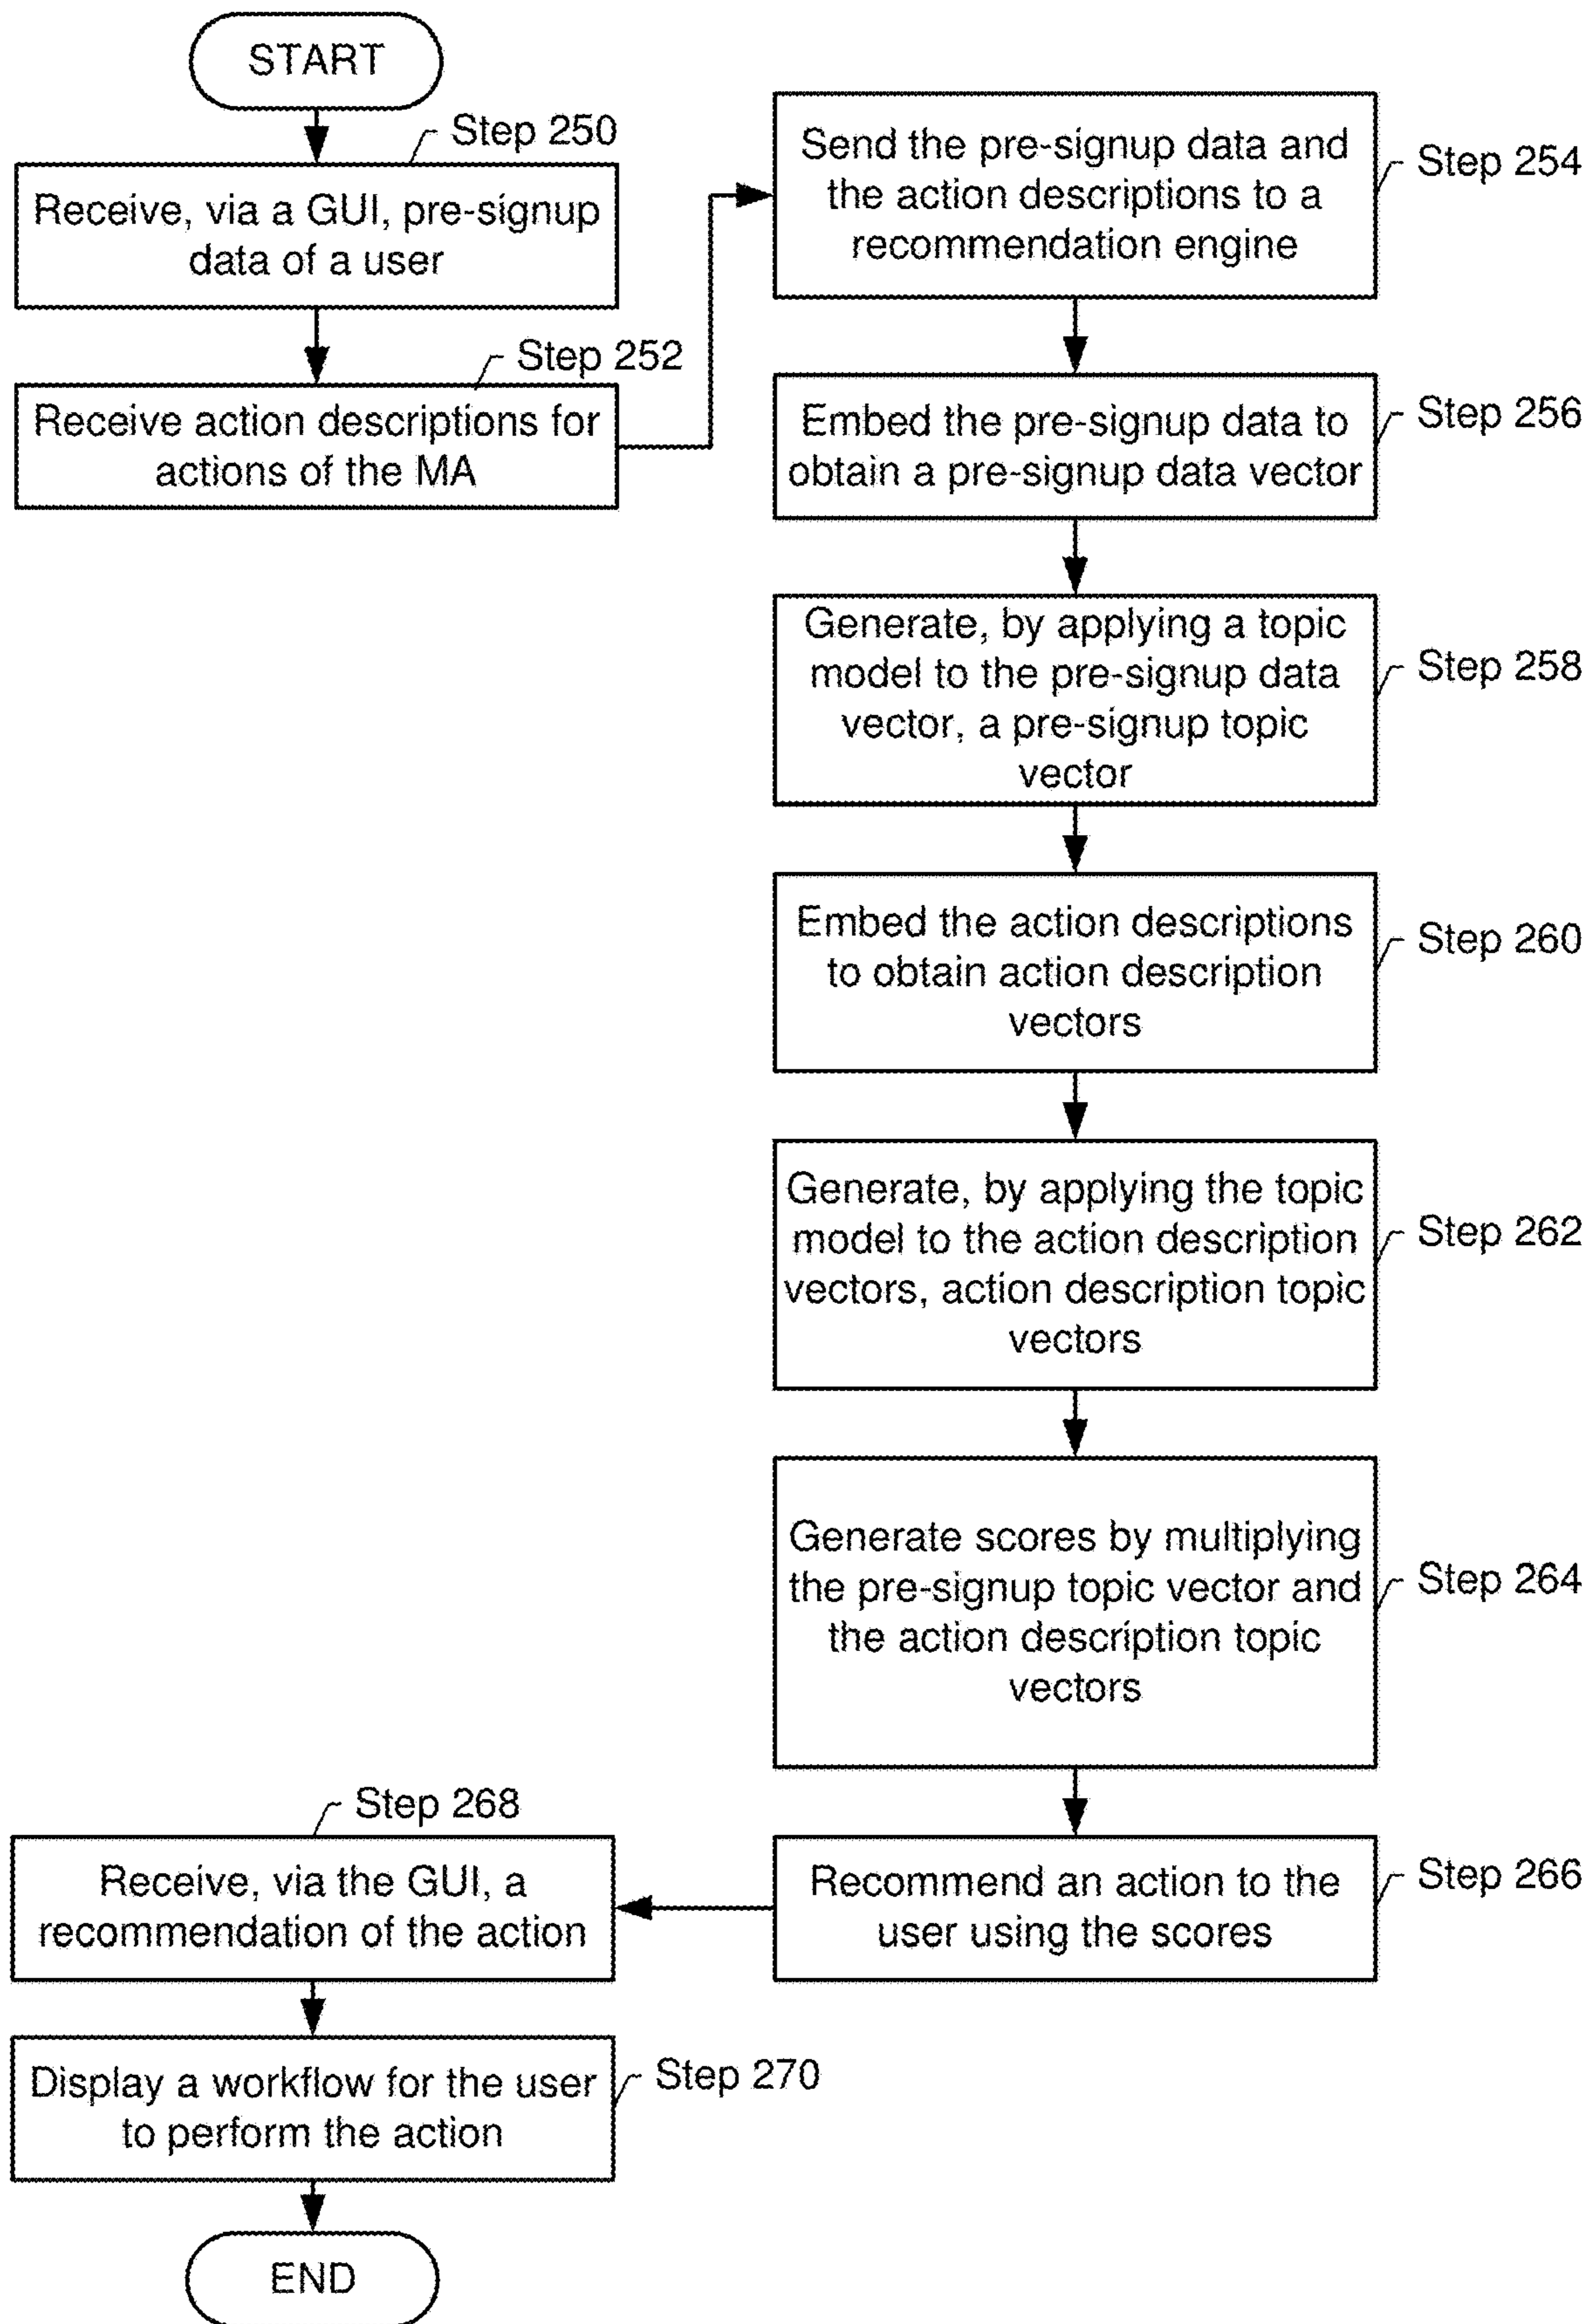 START
Step 250
Receive, via a GUI, pre-signup
data of a user
Step 252
Receive action descriptions for
actions of the MA
Send the pre-signup data and
the action descriptions to a
recommendation engine
Step 254
Embed the pre-signup data to
obtain a pre-signup data vector
Step 256
Generate, by applying a topic
model to the pre-signup data
vector, a pre-signup topic
vector
Step 258
Embed the action descriptions
to obtain action description
vectors
Step 260
Generate, by applying the topic
model to the action description
vectors, action description topic
vectors
Step 262
Generate scores by multiplying
the pre-signup topic vector and
the action description topic
vectors
Step 264
Recommend an action to the
user using the scores
Step 266
Step 268
Receive, via the GUI, a
recommendation of the action
Display a workflow for the user
to perform the action
Step 270
END